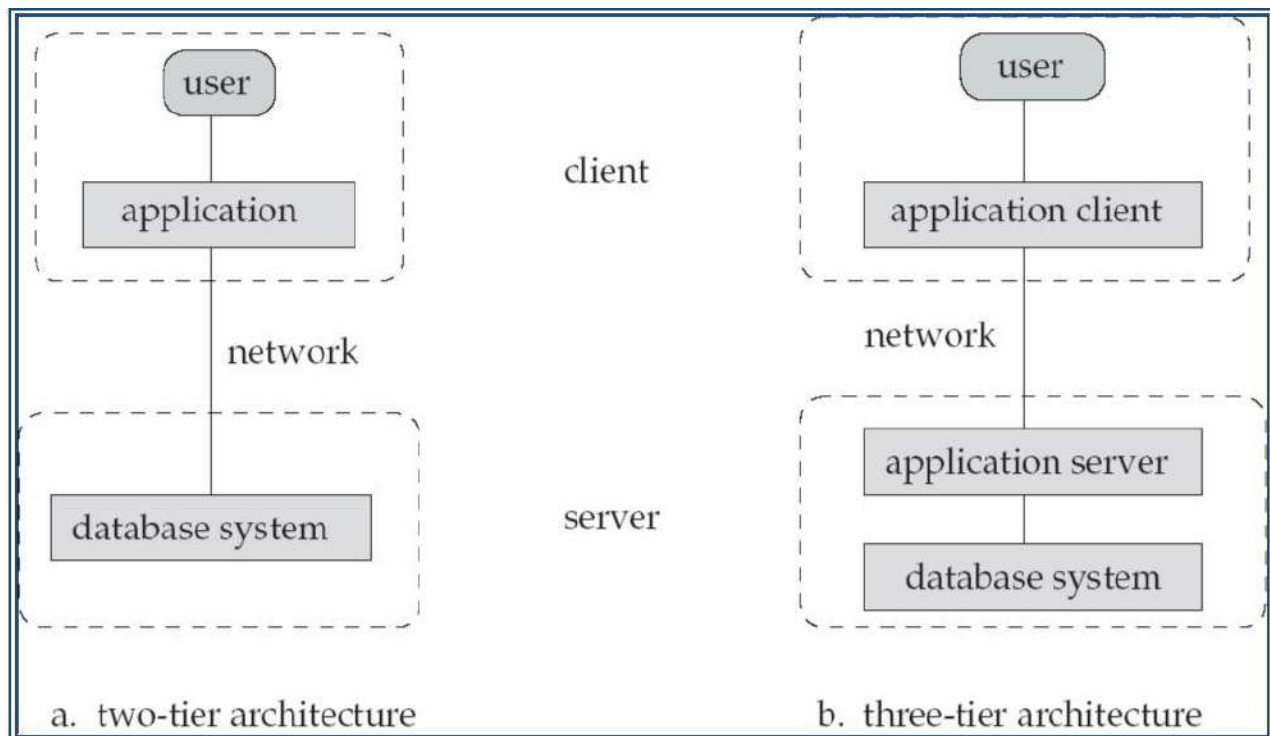 user
application
network
database system
a. two-tier architecture
client
server
user
application client
network
application server
database system
b. three-tier architecture